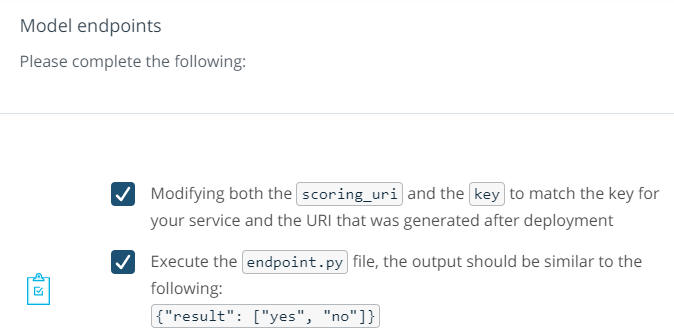 Model endpoints
Please complete the following:
Modifying both the scoring_uri and the key to match the key for
your service and the URI that was generated after deployment
Execute the endpoint.py file, the output should be similar to the
following:
{"result": ["yes", "no"]}